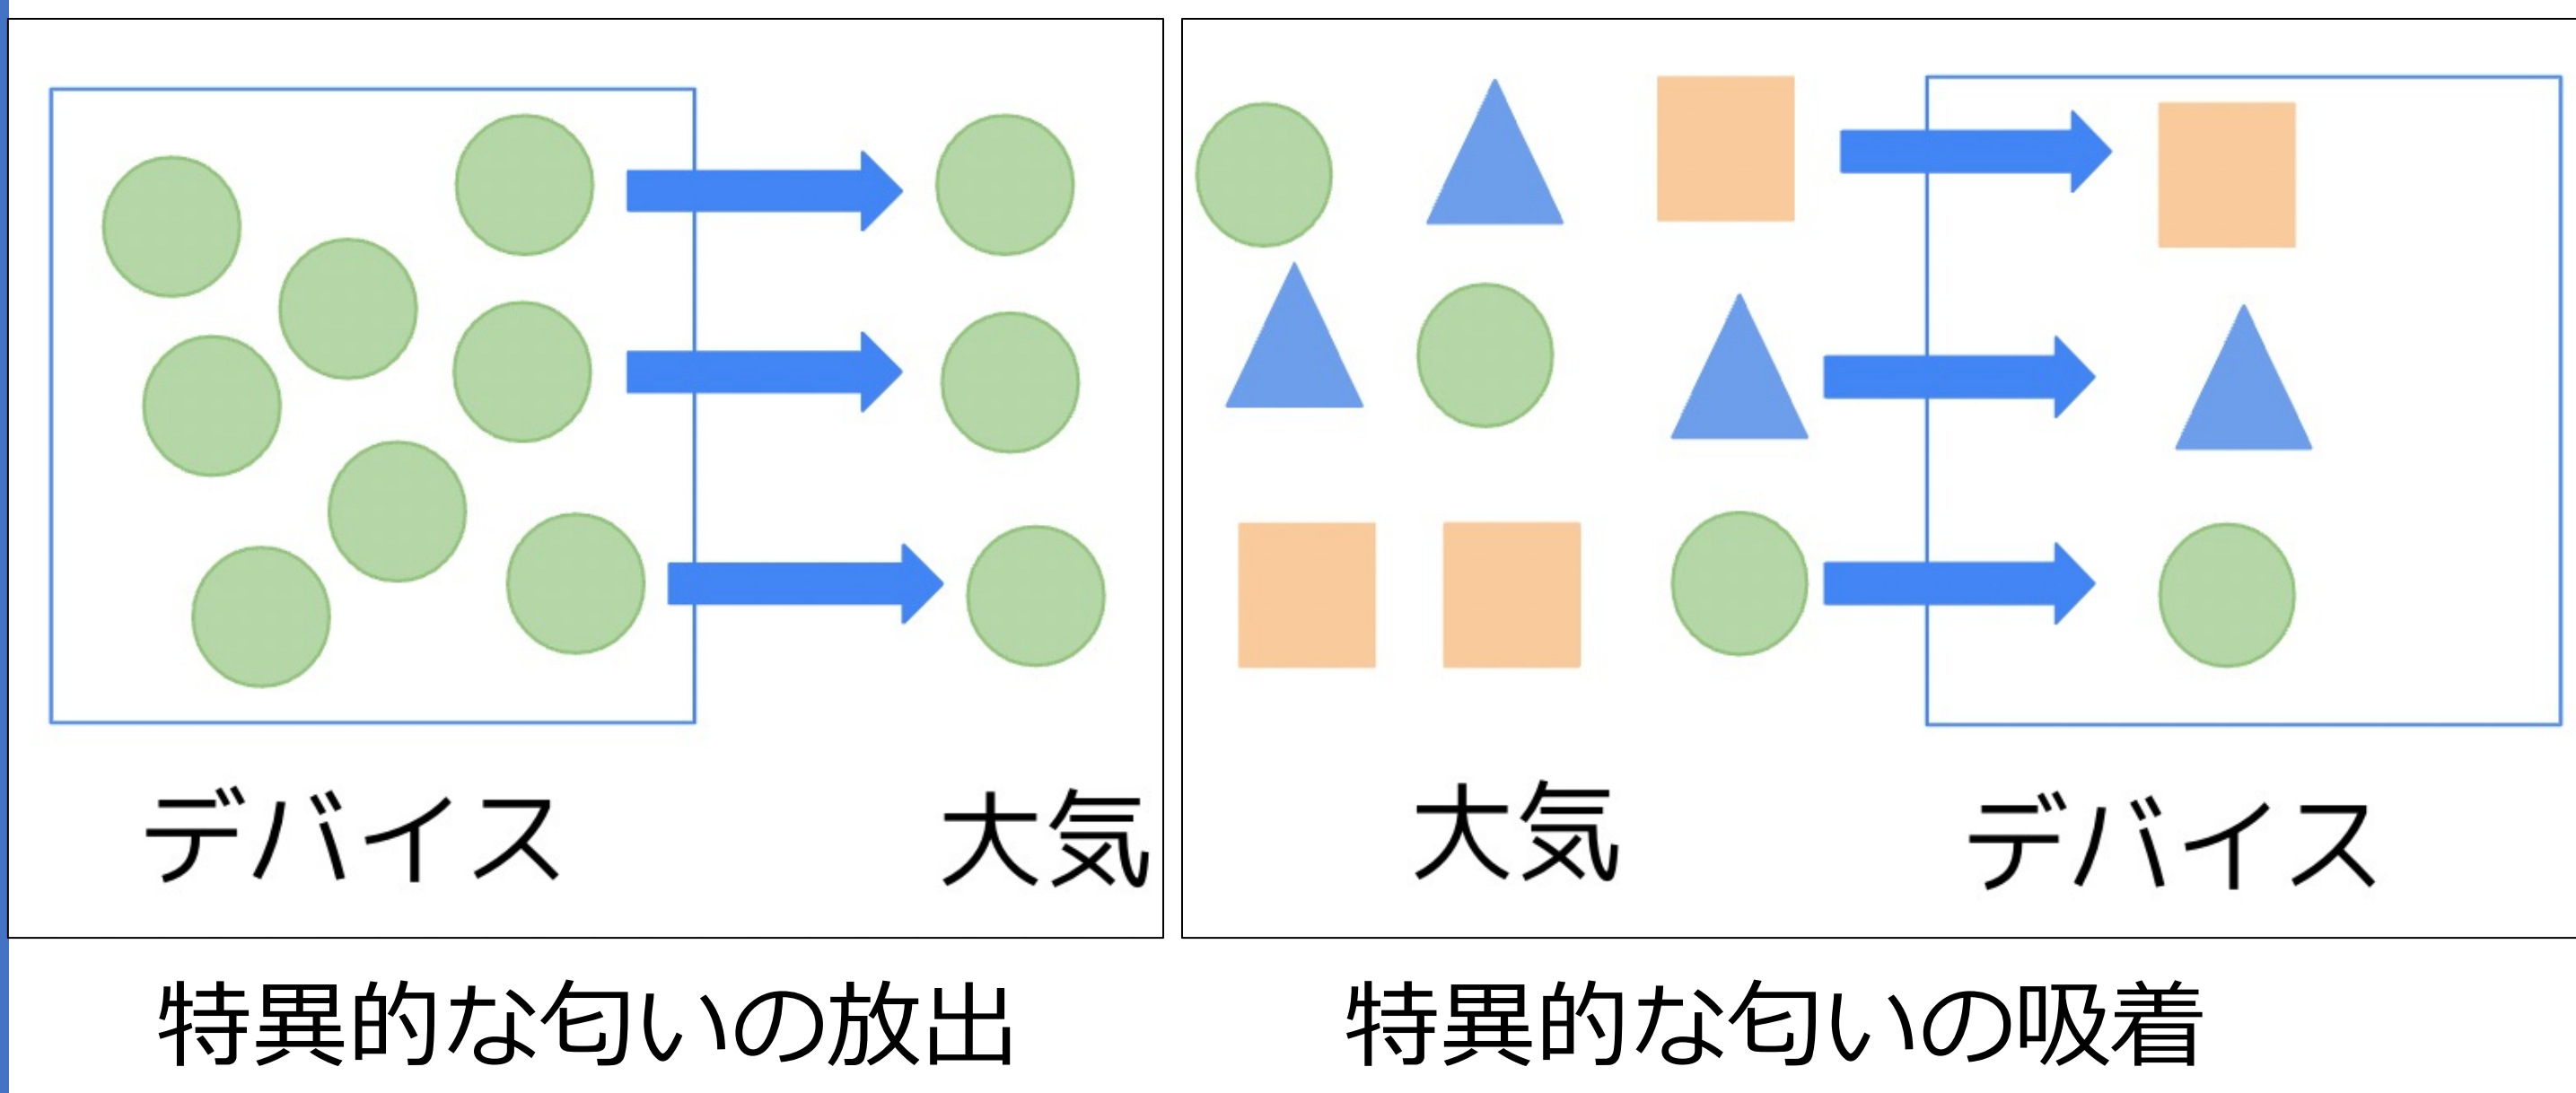 デバイス
大気
特異的な匂いの放出
大気
デバイス
特異的な匂いの吸着